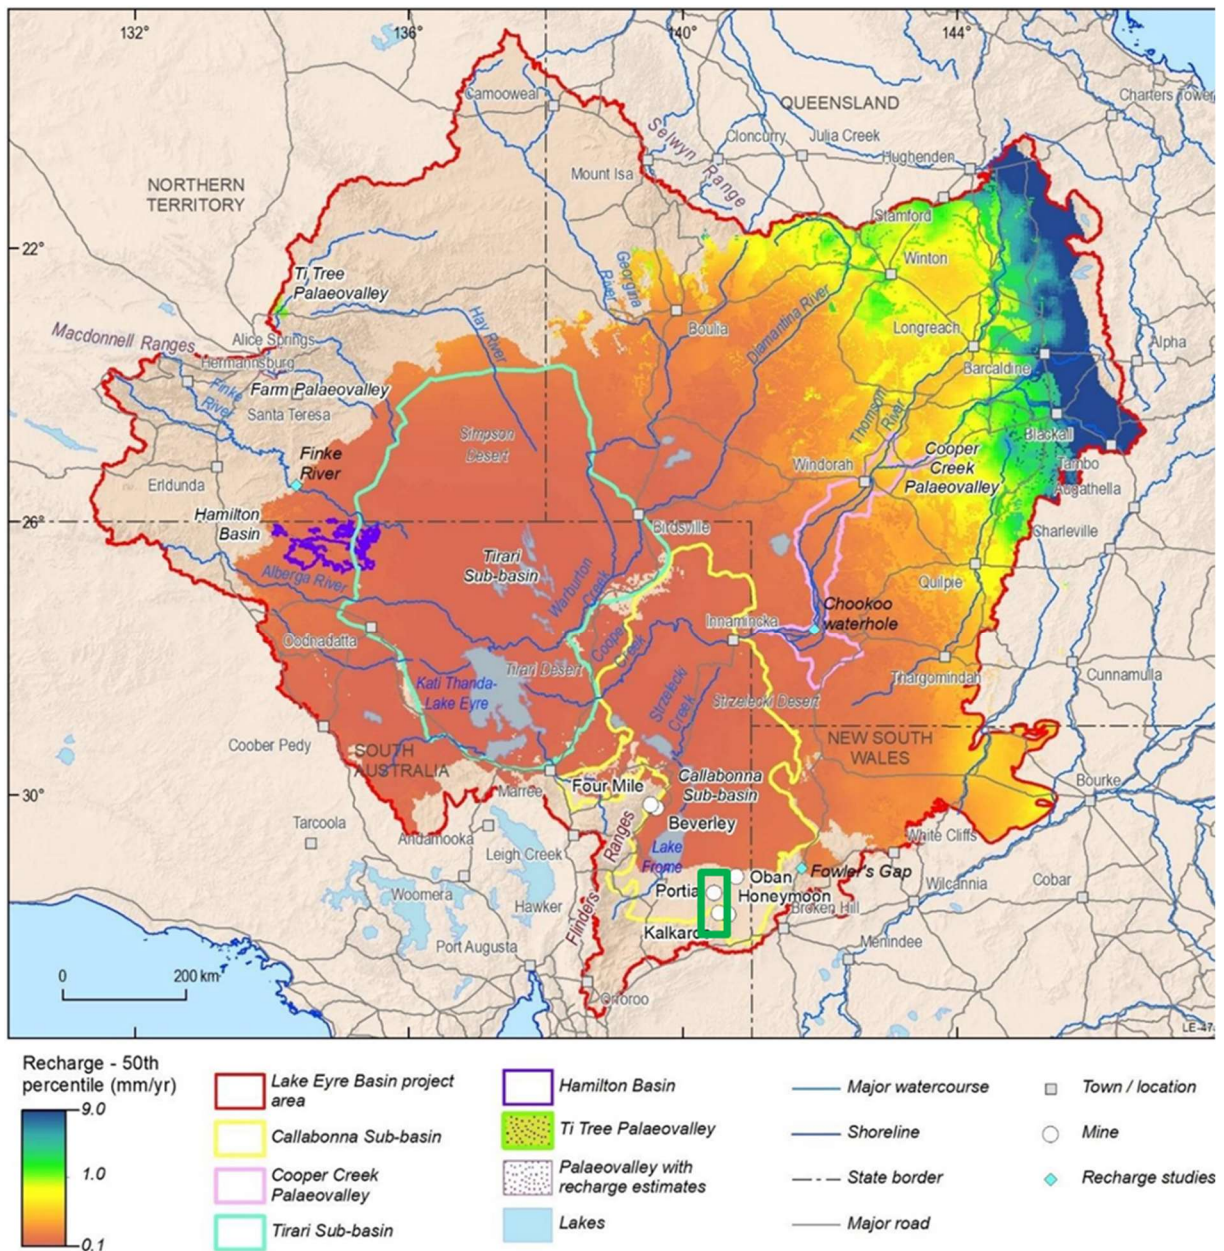 132°
136°
140°
144°
Camooweal
QUEENSLAND
Charters Tower
Selwyn Range
Cloncurry
Julia Creek
Hughenden
Mount Isa
NORTHERN
TERRITORY
Stamford
22°
Winton
Georgina
River
Ti Tree
Palaeovalley
Diamantina River
Hay River
Longreach
Boulia
Macdonnell Ranges
Alice Springs
Alpha
Hermannsburg
Barcaldine
Finke
River
Farm Palaeovalley
Santa Teresa
Thomson
River
Simpson
Desert
Blackall
Cooper
Creek
Palaeovalley
Finke
River
Windorah
Tambo
Erldunda
Augathella
Hamilton
Basin
26°
Birdsville
Charleville
Tirari
Sub-basin
Alberga River
Warburton
Creek
Quilpie
Chookoo
waterhole
Innamincka
Oodnadatta
Cooper
Creek
Tirari Desert
Kati Thanda-
Lake Eyre
Strzelecki
Creek
Strzelecki Desert
Thargomindah
Cunnamulla
Coober Pedy
SOUTH
AUSTRALIA
NEW SOUTH
WALES
Callabonna
Sub-basin
30°
Marree
Four Mile
Bourke
Tarcoola
Andamooka
Beverley
White Cliffs
Leigh Creek
Flinders
Ranges
Lake
Frome
Fowler's Gap
Woomera
Oban
Portia
Honeymoon
Wilcannia
Cobar
Hawker
Broken Hill
Kalkaroo
Menindee
Port Augusta
0
200 km
Orroroo
LE-47
Recharge - 50th
percentile (mm/yr)
9.0
1.0
0.1
Lake Eyre Basin project
area
Callabonna Sub-basin
Cooper Creek
Palaeovalley
Tirari Sub-basin
Hamilton Basin
Ti Tree Palaeovalley
Palaeovalley with
recharge estimates
Lakes
Major watercourse
Shoreline
State border
Major road
Town / location
Mine
Recharge studies